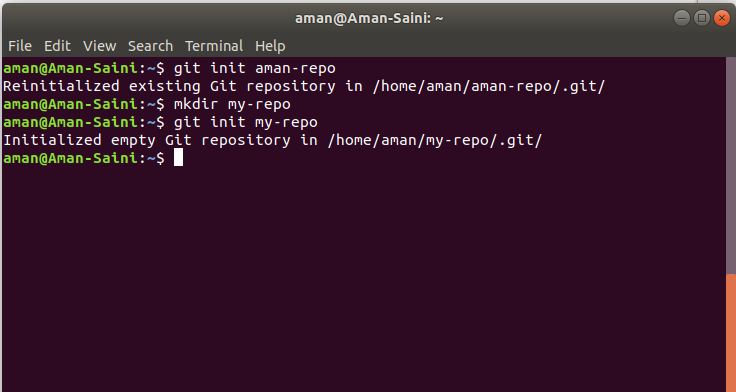 aman@Aman-Saini: ~
File Edit View Search Terminal Help
aman@Aman-Saini:~$ git init aman-repo
Reinitialized existing Git repository in /home/aman/aman-repo/.git/
aman@Aman-Saini:~$ mkdir my-repo
aman@Aman-Saini:~$ git init my-repo
Initialized empty Git repository in /home/aman/my-repo/.git/
aman@Aman-Saini:~$